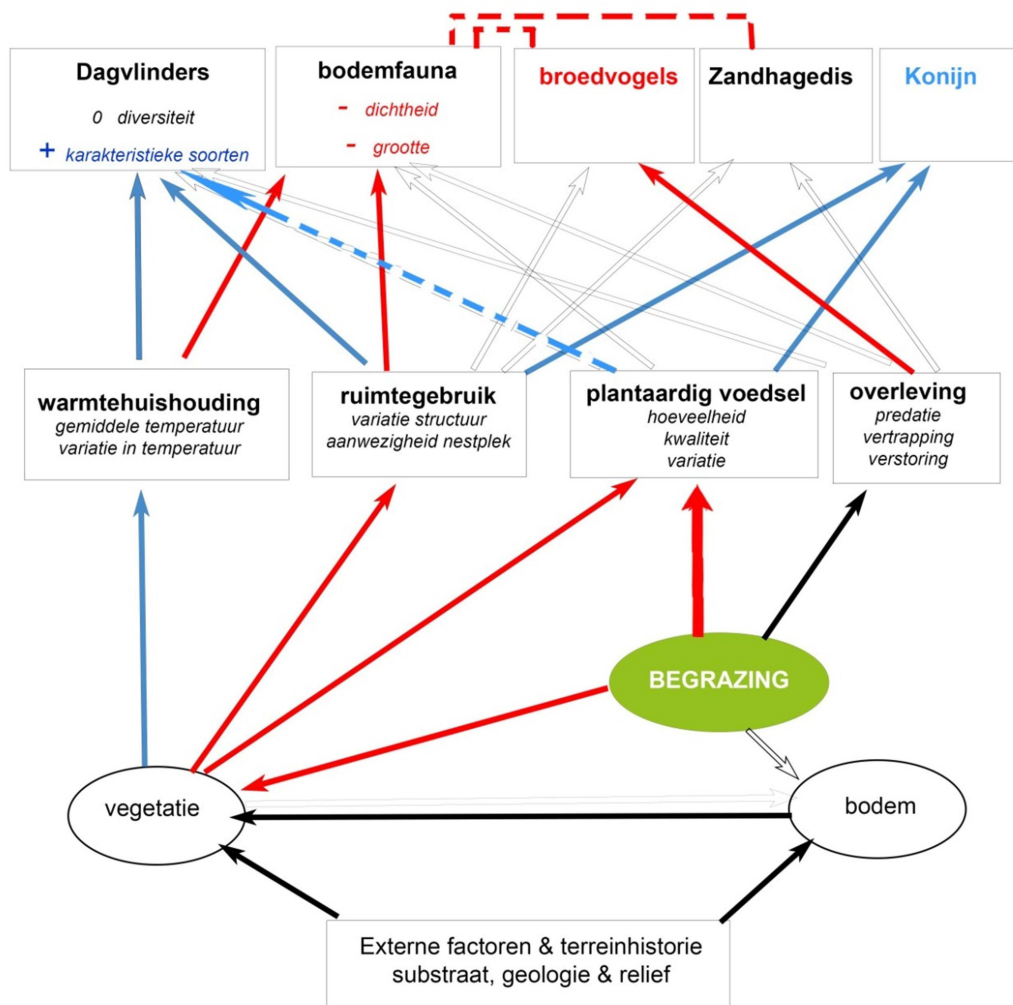 Dagvlinders
0 diversiteit
+ karakteristieke soorten
bodemfauna
- dichtheid
- grootte
broedvogels
Zandhagedis
Konijn
warmtehuishouding
gemiddele temperatuur
variatie in temperatuur
ruimtegebruik
variatie structuur
aanwezigheid nestplek
plantaardig voedsel
hoeveelheid
kwaliteit
variatie
overleving
predatie
vertrapping
verstoring
BEGRAZING
vegetatie
bodem
Externe factoren & terreinhistorie
substraat, geologie & relief